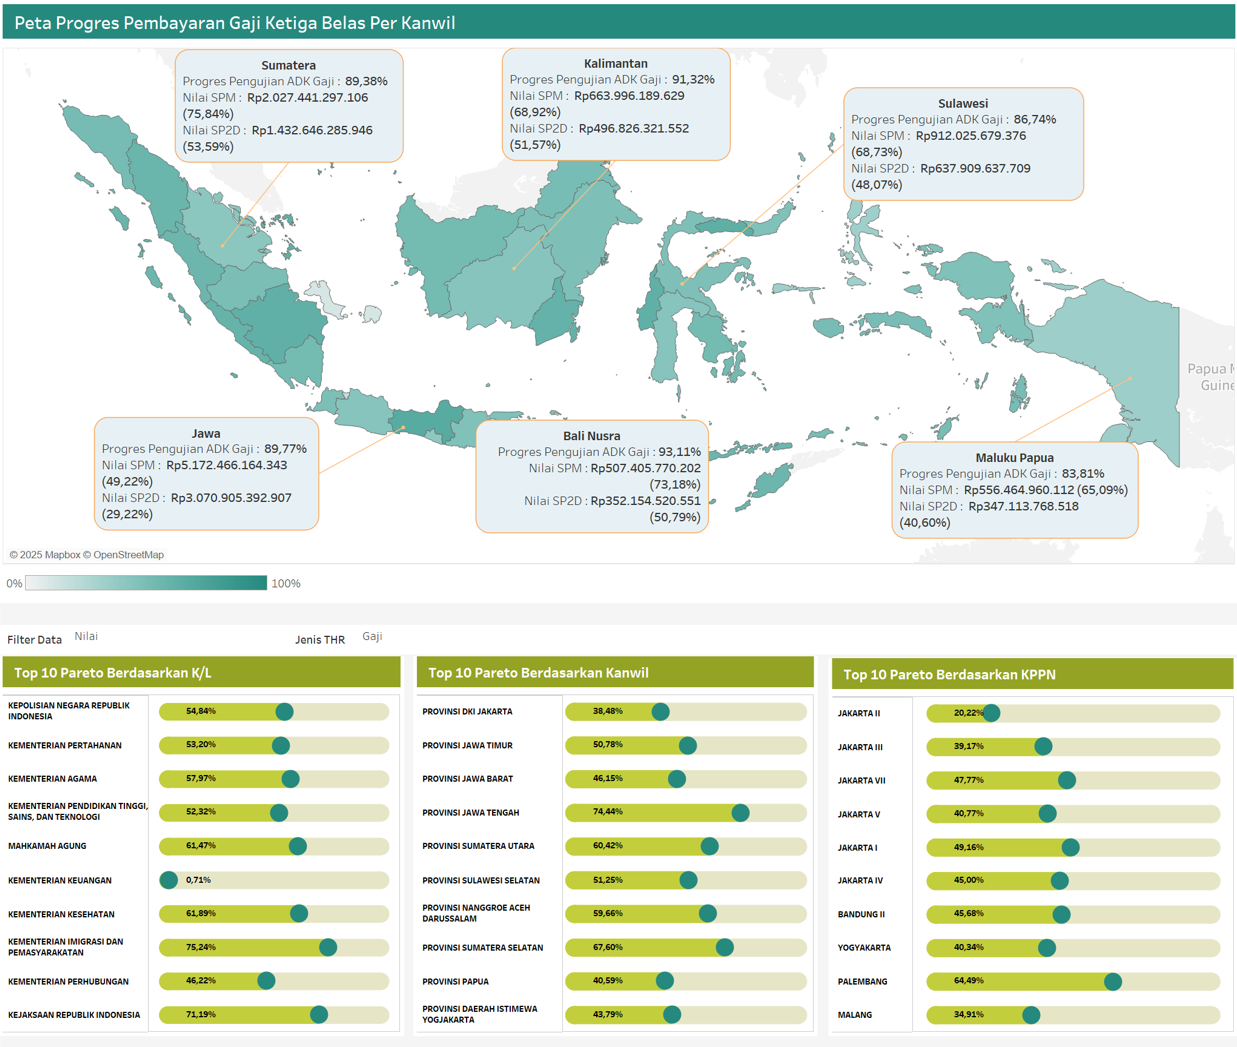 Peta Progres Pembayaran Gaji Ketiga Belas Per Kanwil
Sumatera
Progres Pengujian ADK Gaji : 89,38%
Nilai SPM : Rp2.027.441.297.106
(75,84%)
Nilai SP2D : Rp1.432.646.285.946
(53,59%)
Kalimantan
Progres Pengujian ADK Gaji : 91,32%
Nilai SPM : Rp663.996.189.629
(68,92%)
Nilai SP2D : Rp496.826.321.552
(51,57%)
Sulawesi
Progres Pengujian ADK Gaji : 86,74%
Nilai SPM : Rp912.025.679.376
(68,73%)
Nilai SP2D : Rp637.909.637.709
(48,07%)
Papua N
Guine
Jawa
Progres Pengujian ADK Gaji : 89,77%
Nilai SPM : Rp5.172.466.164.343
(49,22%)
Nilai SP2D : Rp3.070.905.392.907
(29,22%)
Bali Nusra
Progres Pengujian ADK Gaji : 93,11%
Nilai SPM : Rp507.405.770.202
(73,18%)
Nilai SP2D : Rp352.154.520.551
(50,79%)
Maluku Papua
Progres Pengujian ADK Gaji : 83,81%
Nilai SPM : Rp556.464.960.112 (65,09%)
Nilai SP2D : Rp347.113.768.518
(40,60%)
© 2025 Mapbox © OpenStreetMap
0% 100%
Filter Data Nilai Jenis THR Gaji
Top 10 Pareto Berdasarkan K/L
KEPOLISIAN NEGARA REPUBLIK
INDONESIA
54,84%
KEMENTERIAN PERTAHANAN 53,20%
KEMENTERIAN AGAMA 57,97%
KEMENTERIAN PENDIDIKAN TINGGI,
SAINS, DAN TEKNOLOGI
52,32%
MAHKAMAH AGUNG 61,47%
KEMENTERIAN KEUANGAN 0,71%
KEMENTERIAN KESEHATAN 61,89%
KEMENTERIAN IMIGRASI DAN
PEMASYARAKATAN
75,24%
KEMENTERIAN PERHUBUNGAN 46,22%
KEJAKSAAN REPUBLIK INDONESIA 71,19%
Top 10 Pareto Berdasarkan Kanwil
PROVINSI DKI JAKARTA 38,48%
PROVINSI JAWA TIMUR 50,78%
PROVINSI JAWA BARAT 46,15%
PROVINSI JAWA TENGAH 74,44%
PROVINSI SUMATERA UTARA 60,42%
PROVINSI SULAWESI SELATAN 51,25%
PROVINSI NANGGROE ACEH
DARUSSALAM
59,66%
PROVINSI SUMATERA SELATAN 67,60%
PROVINSI PAPUA 40,59%
PROVINSI DAERAH ISTIMEWA
YOGJAKARTA
43,79%
Top 10 Pareto Berdasarkan KPPN
JAKARTA II 20,22%
JAKARTA III 39,17%
JAKARTA VII 47,77%
JAKARTA V 40,77%
JAKARTA I 49,16%
JAKARTA IV 45,00%
BANDUNG II 45,68%
YOGYAKARTA 40,34%
PALEMBANG 64,49%
MALANG 34,91%